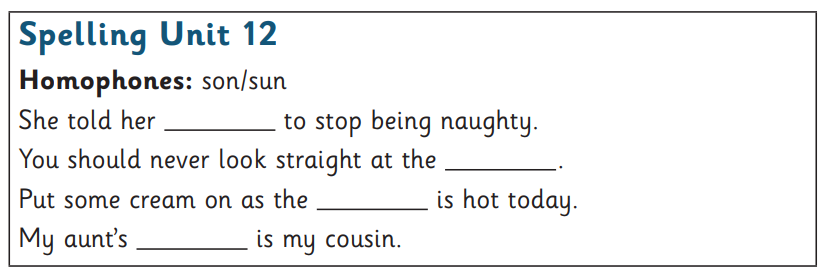 Spelling Unit 12
Homophones: son/sun
She told her ________ to stop being naughty.
You should never look straight at the ________.
Put some cream on as the ________ is hot today.
My aunt’s ________ is my cousin.